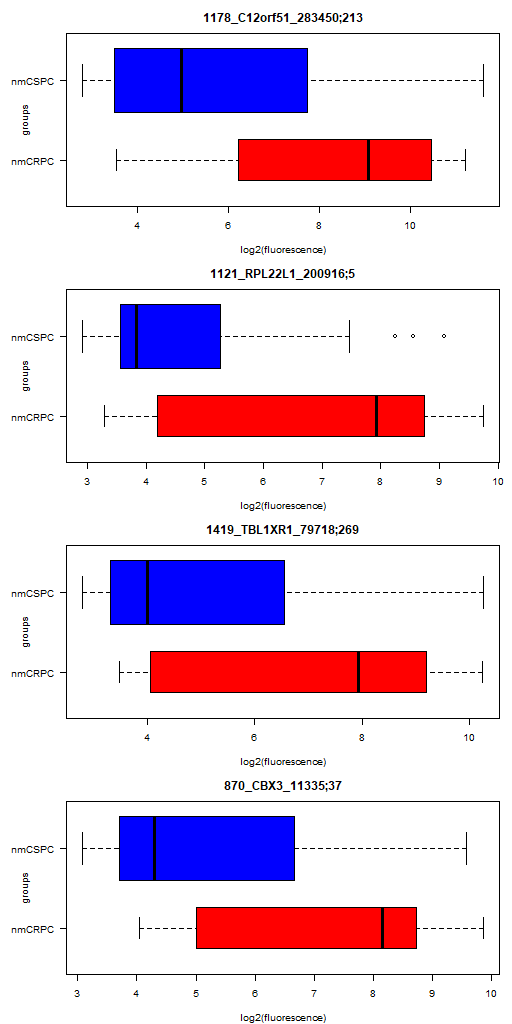 1178_C12orf51_283450;213
nmCSPC
groups
nmCRPC
4 6 8 10
log2(fluorescence)
1121_RPL22L1_200916;5
nmCSPC
groups
nmCRPC
3 4 5 6 7 8 9 10
log2(fluorescence)
1419_TBL1XR1_79718;269
nmCSPC
groups
nmCRPC
4 6 8 10
log2(fluorescence)
870_CBX3_11335;37
nmCSPC
groups
nmCRPC
3 4 5 6 7 8 9 10
log2(fluorescence)